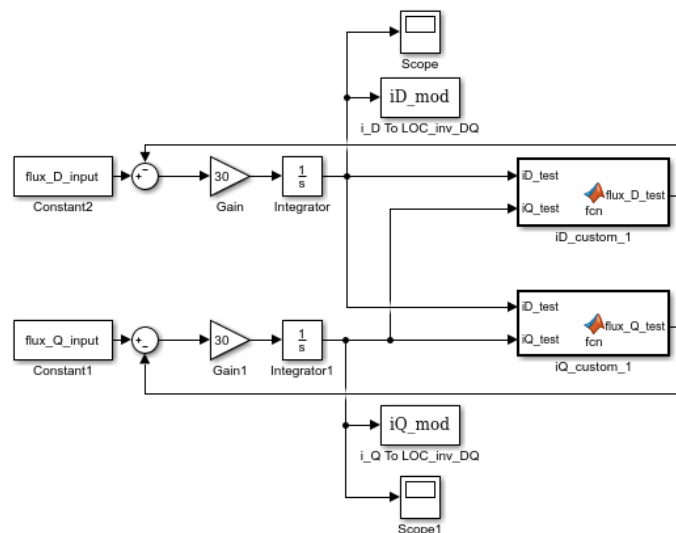 Scope
iD_mod
i_D To LOC_inv_DQ
flux_D_input
Constant2
30
Gain
1
s
Integrator
iD_test
iQ_test
fcn
flux_D_test
iD_custom_1
flux_Q_input
Constant1
30
Gain1
1
s
Integrator1
iD_test
iQ_test
fcn
flux_Q_test
iQ_custom_1
iQ_mod
i_Q To LOC_inv_DQ
Scope1